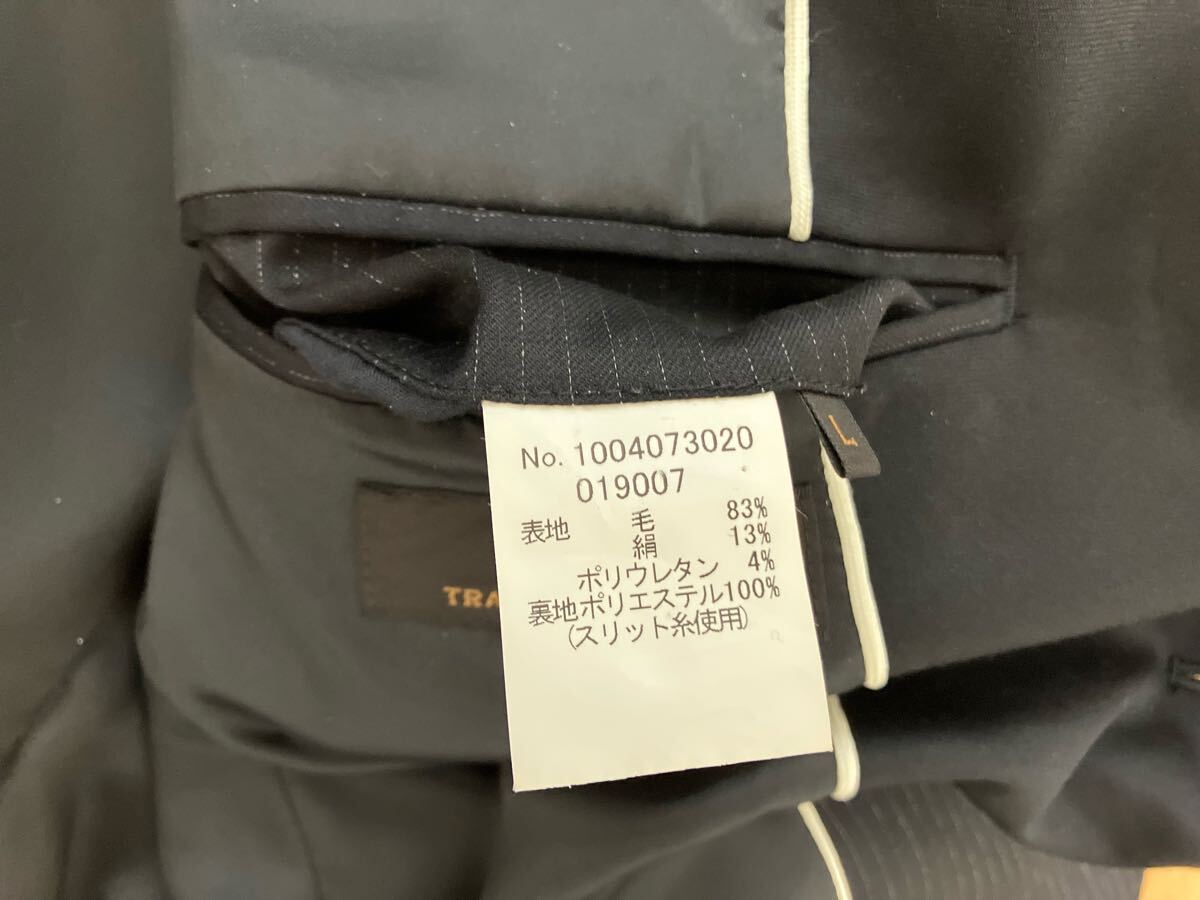 No. 1004073020
019007
表地 毛 83%
絹 13%
ポリウレタン 4%
裏地ポリエステル100%
(スリット糸使用)
L
TRA